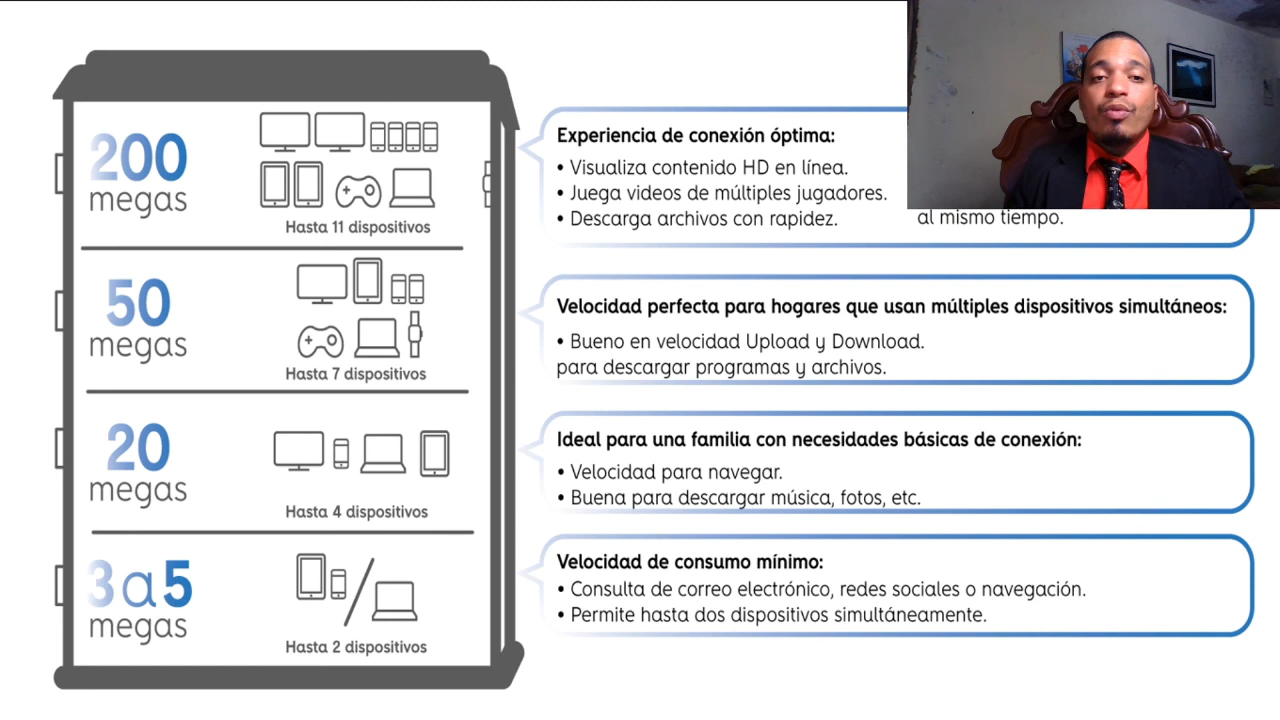 200
megas
Hasta 11 dispositivos
Experiencia de conexión óptima:
• Visualiza contenido HD en línea.
• Juega videos de múltiples jugadores.
• Descarga archivos con rapidez.
al mismo tiempo.
50
megas
Hasta 7 dispositivos
Velocidad perfecta para hogares que usan múltiples dispositivos simultáneos:
• Bueno en velocidad Upload y Download.
para descargar programas y archivos.
20
megas
Hasta 4 dispositivos
Ideal para una familia con necesidades básicas de conexión:
• Velocidad para navegar.
• Buena para descargar música, fotos, etc.
3 a 5
megas
Hasta 2 dispositivos
Velocidad de consumo mínimo:
• Consulta de correo electrónico, redes sociales o navegación.
• Permite hasta dos dispositivos simultáneamente.